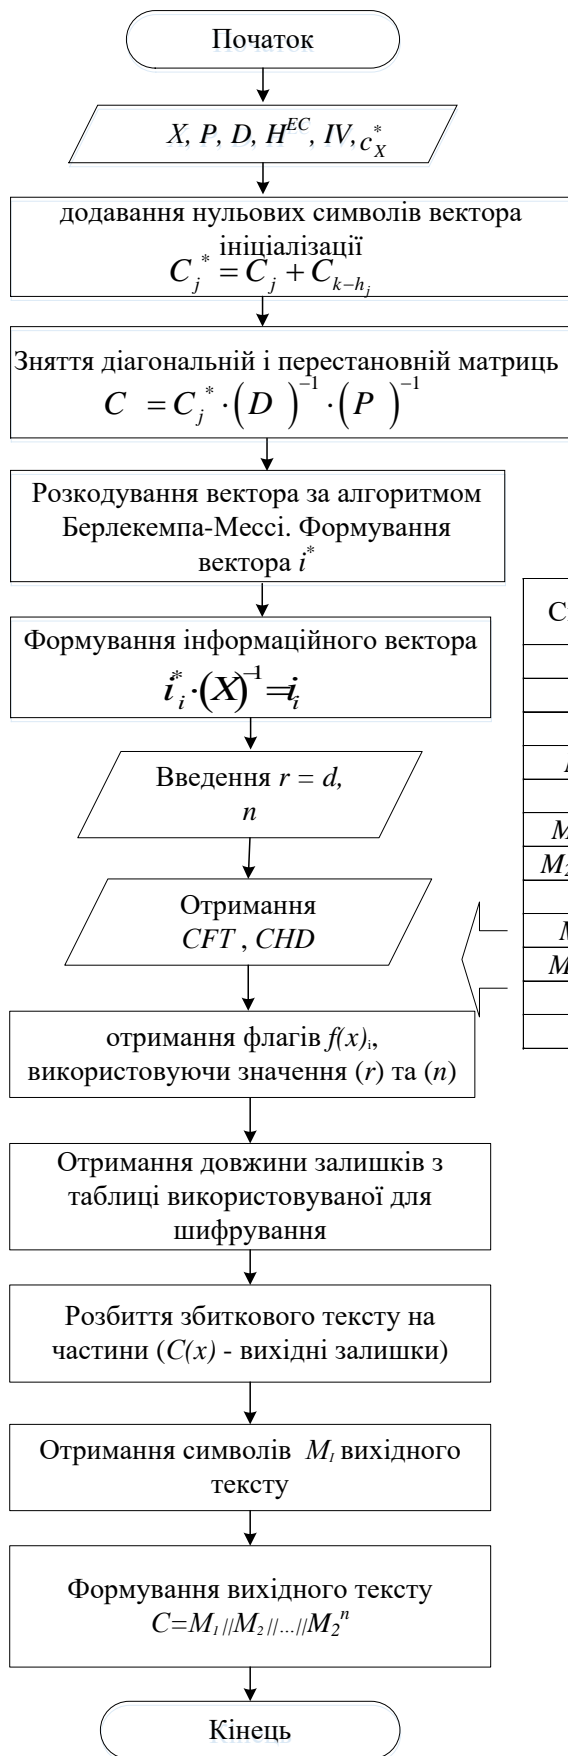 Початок
X, P, D, H^{EC}, IV, c_X^*
додавання нульових символів вектора
ініціалізації
C_j^* = C_j + C_{k-h_j}
Зняття діагональній і перестановній матриць
C = C_j^* · (D )^{-1} · (P )^{-1}
Розкодування вектора за алгоритмом
Берлекемпа-Мессі. Формування
вектора i^*
Формування інформаційного вектора
i_i^* · (X)^{-1} = i_i
Введення r = d,
n
Отримання
CFT , CHD
отримання флагів f(x)_i,
використовуючи значення (r) та (n)
Отримання довжини залишків з
таблиці використовуваної для
шифрування
Розбиття збиткового тексту на
частини (C(x) - вихідні залишки)
Отримання символів M_I вихідного
тексту
Формування вихідного тексту
C=M_1||M_2||...||M_2^n
Кінець
С
M
M_2
M
M